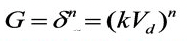 G = δⁿ = (kV_d)ⁿ